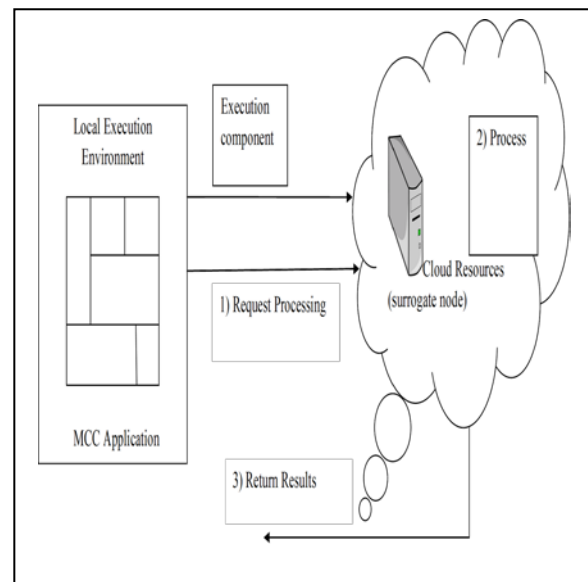 Local Execution
Environment
MCC Application
Execution
component
1) Request Processing
2) Process
Cloud Resources
(surrogate node)
3) Return Results